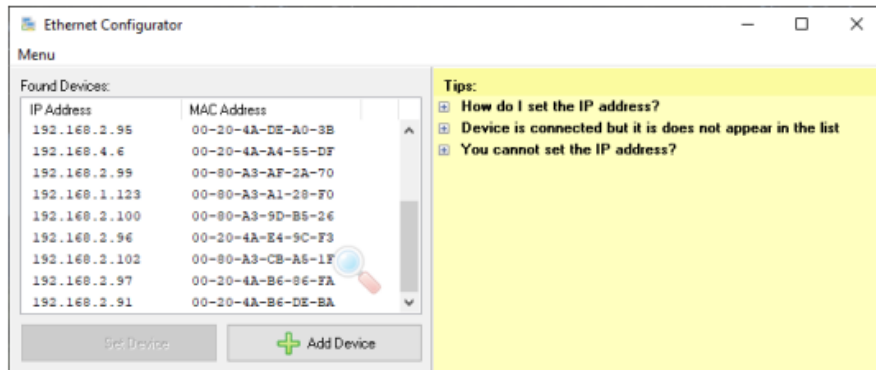 Ethernet Configurator
Menu
Found Devices:
IP Address MAC Address
192.168.2.95 00-20-4A-DE-A0-3B
192.168.4.6 00-20-4A-A4-55-DF
192.168.2.99 00-80-A3-AF-2A-70
192.168.1.123 00-80-A3-A1-28-F0
192.168.2.100 00-80-A3-9D-B5-26
192.168.2.96 00-20-4A-E4-9C-F3
192.168.2.102 00-80-A3-CB-A5-1F
192.168.2.97 00-20-4A-B6-86-FA
192.168.2.91 00-20-4A-B6-DE-BA
Set Device
Add Device
Tips:
How do I set the IP address?
Device is connected but it is does not appear in the list
You cannot set the IP address?